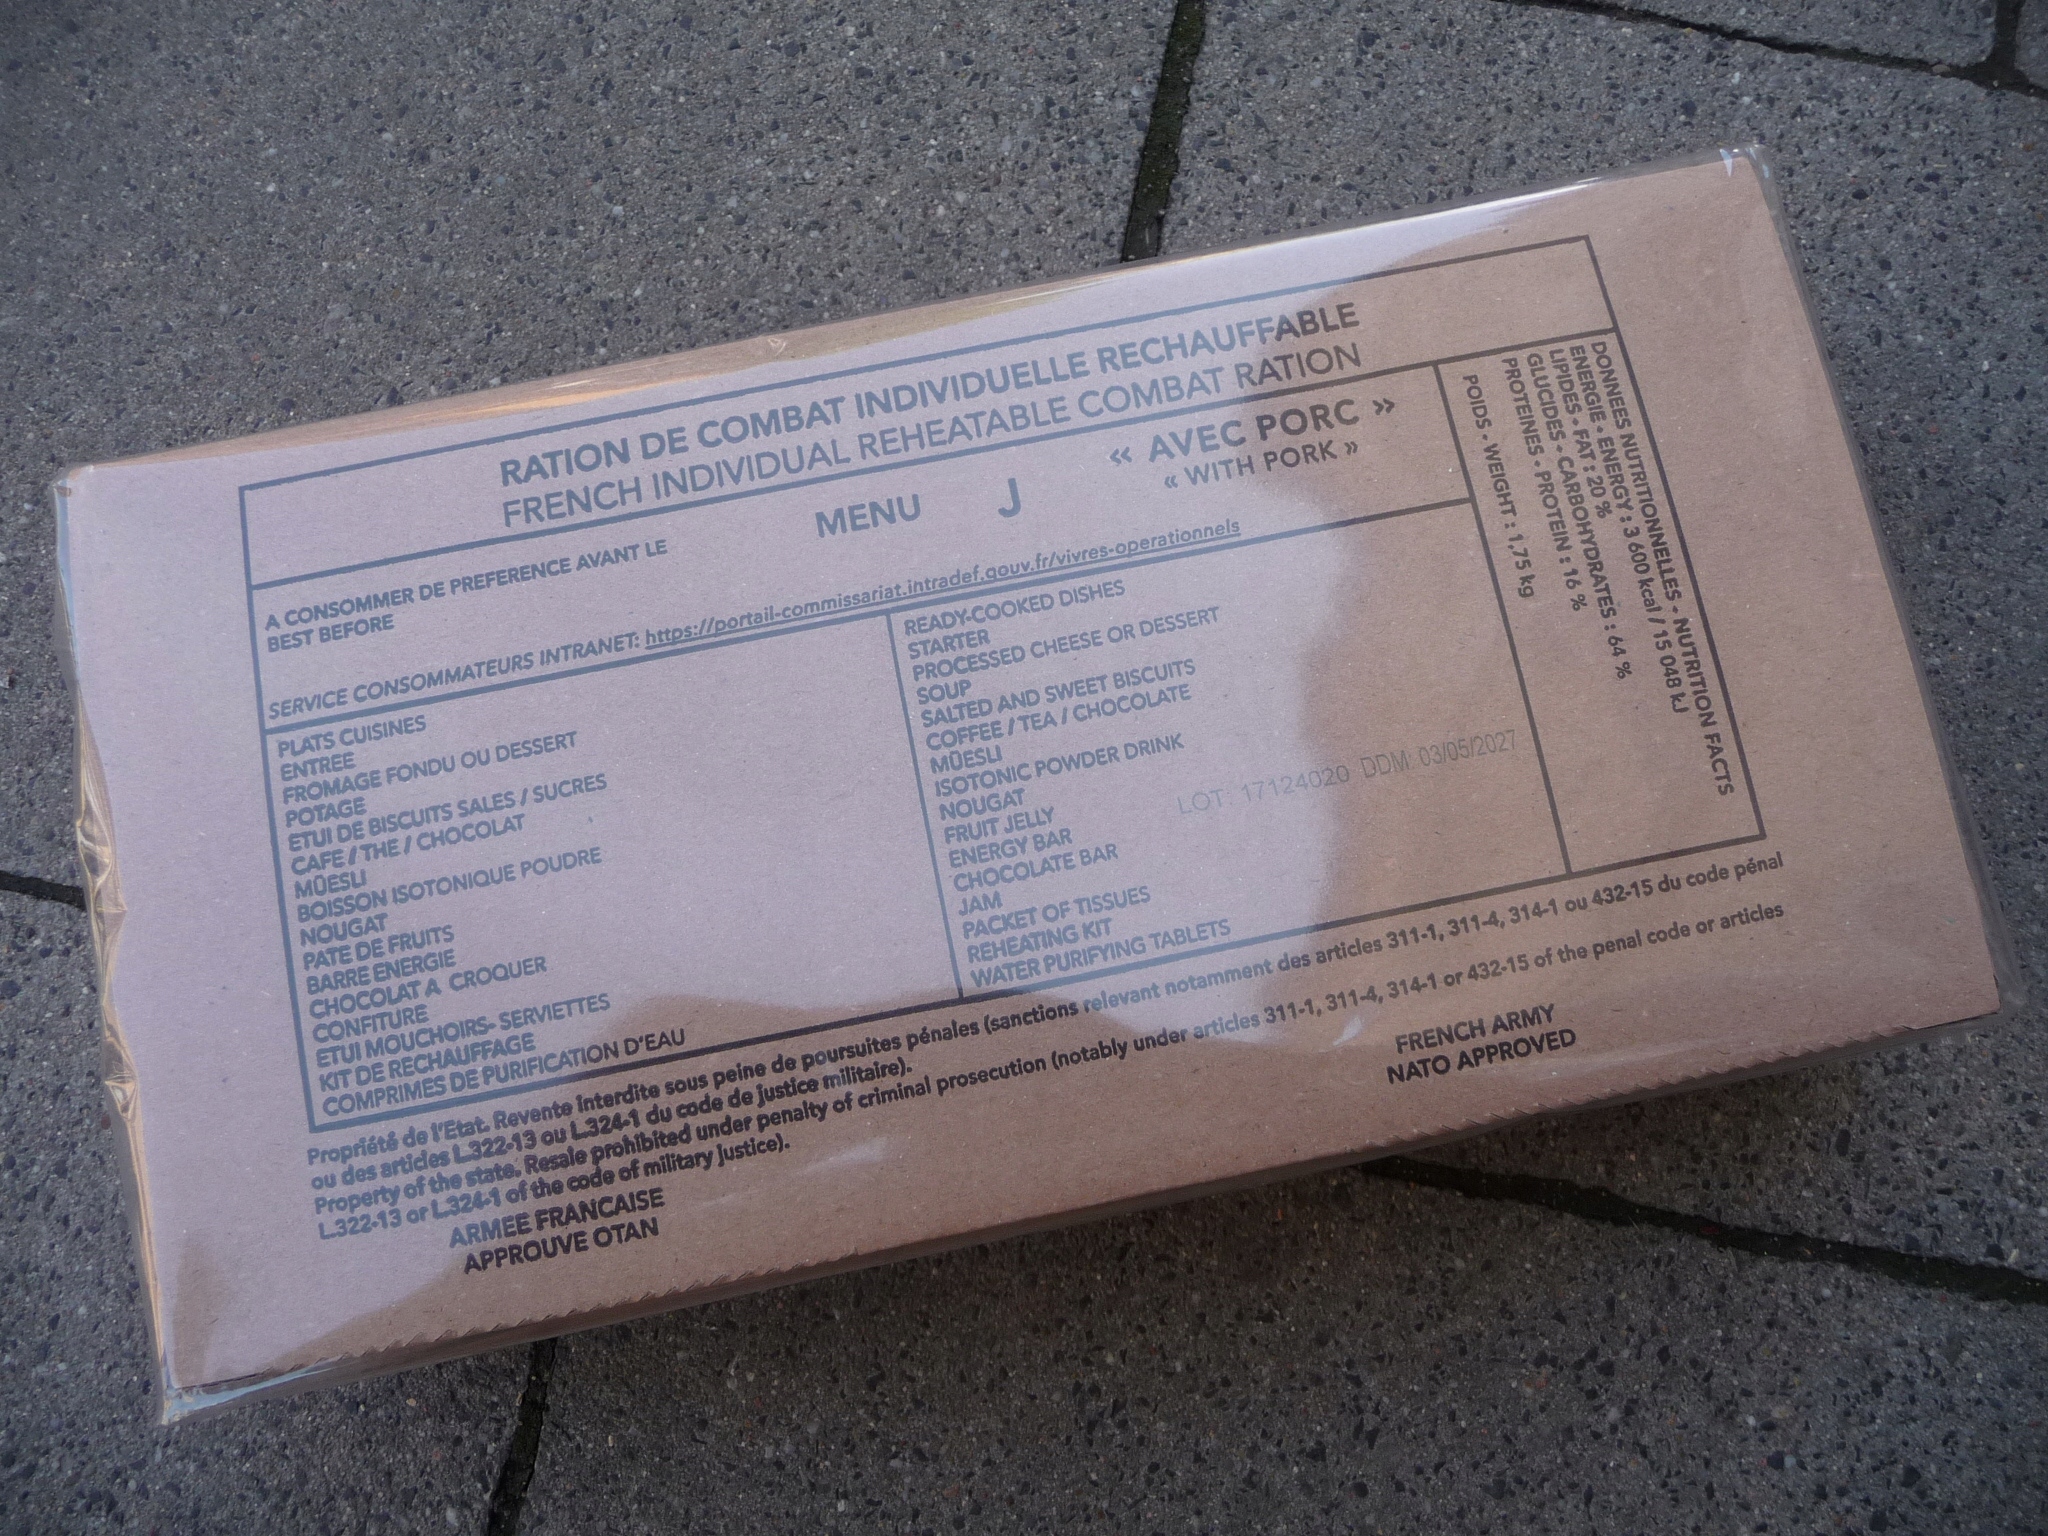 RATION DE COMBAT INDIVIDUELLE RECHAUFFABLE
FRENCH INDIVIDUAL REHEATABLE COMBAT RATION
MENU J
« AVEC PORC »
« WITH PORK »
A CONSOMMER DE PREFERENCE AVANT LE
BEST BEFORE
SERVICE CONSOMMATEURS INTRANET: https://portail-commissariat.intradef.gouv.fr/vivres-operationnels
PLATS CUISINES
ENTREE
FROMAGE FONDU OU DESSERT
POTAGE
ETUI DE BISCUITS SALES / SUCRES
CAFE / THE / CHOCOLAT
MÜESLI
BOISSON ISOTONIQUE POUDRE
NOUGAT
PATE DE FRUITS
BARRE ENERGIE
CHOCOLAT A CROQUER
CONFITURE
ETUI MOUCHOIRS- SERVIETTES
KIT DE RECHAUFFAGE
COMPRIMES DE PURIFICATION D'EAU
READY-COOKED DISHES
STARTER
PROCESSED CHEESE OR DESSERT
SOUP
SALTED AND SWEET BISCUITS
COFFEE / TEA / CHOCOLATE
MÜESLI
ISOTONIC POWDER DRINK
NOUGAT
FRUIT JELLY
ENERGY BAR
CHOCOLATE BAR
JAM
PACKET OF TISSUES
REHEATING KIT
WATER PURIFYING TABLETS
LOT: 17124020 DDM: 03/05/2027
DONNEES NUTRITIONNELLES - NUTRITION FACTS
ENERGIE - ENERGY : 3 600 kcal / 15 048 kJ
LIPIDES - FAT : 20 %
GLUCIDES - CARBOHYDRATES : 64 %
PROTEINES - PROTEIN : 16 %
POIDS - WEIGHT : 1,75 kg
Propriété de l'Etat. Revente interdite sous peine de poursuites pénales (sanctions relevant notamment des articles 311-1, 311-4, 314-1 ou 432-15 du code pénal
ou des articles L.322-13 ou L.324-1 du code de justice militaire).
Property of the state. Resale prohibited under penalty of criminal prosecution (notably under articles 311-1, 311-4, 314-1 or 432-15 of the penal code or articles
L.322-13 or L.324-1 of the code of military justice).
ARMEE FRANCAISE
APPROUVE OTAN
FRENCH ARMY
NATO APPROVED